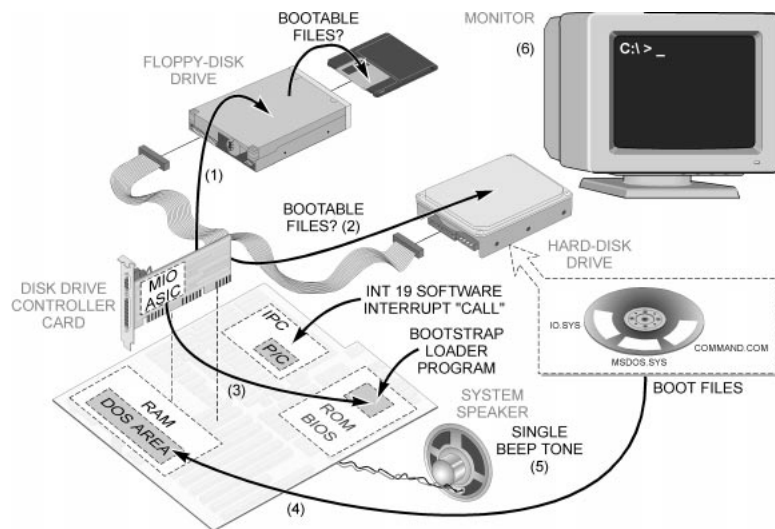 BOOTABLE
FILES?
FLOPPY-DISK
DRIVE
MONITOR
(6)
C:\ > _
(1)
BOOTABLE
FILES? (2)
HARD-DISK
DRIVE
DISK DRIVE
CONTROLLER
CARD
MIO
ASIC
INT 19 SOFTWARE
INTERRUPT "CALL"
IPC
P/C
BOOTSTRAP
LOADER
PROGRAM
(3)
ROM
BIOS
RAM
DOS AREA
SYSTEM
SPEAKER
SINGLE
BEEP TONE
(5)
(4)
IO.SYS
MSDOS.SYS
COMMAND.COM
BOOT FILES